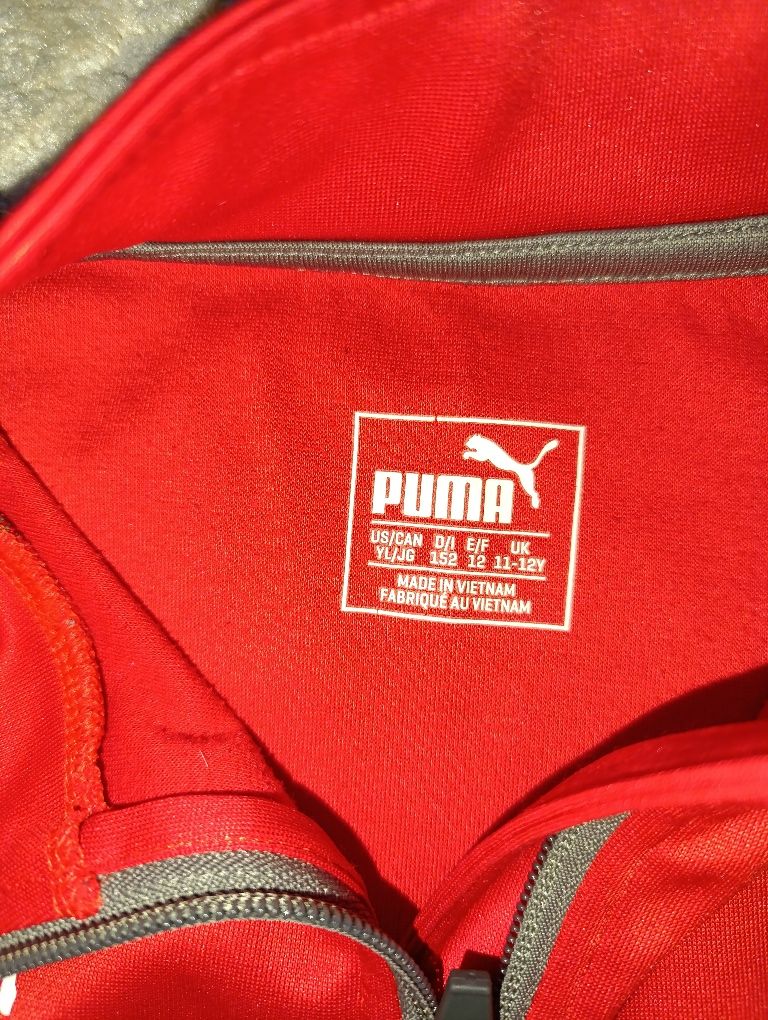 PUMA
US/CAN D/I E/F UK
YL/JG 152 12 11-12Y
MADE IN VIETNAM
FABRIQUÉ AU VIETNAM